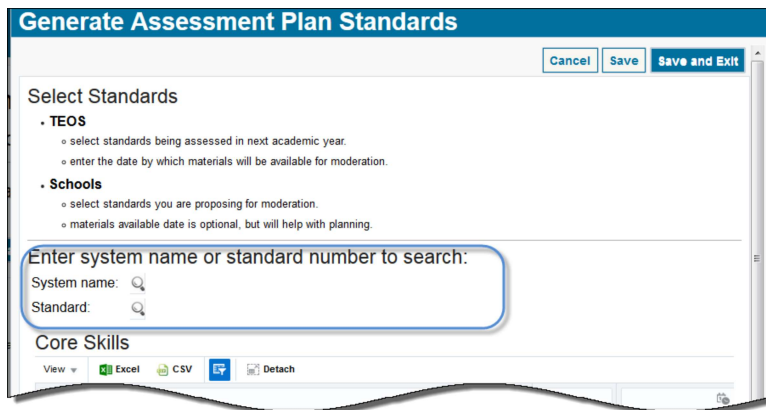 Generate Assessment Plan Standards
Cancel Save Save and Exit
Select Standards
• TEOS
o select standards being assessed in next academic year.
o enter the date by which materials will be available for moderation.
• Schools
o select standards you are proposing for moderation.
o materials available date is optional, but will help with planning.
Enter system name or standard number to search:
System name:
Standard:
Core Skills
View Excel CSV Detach